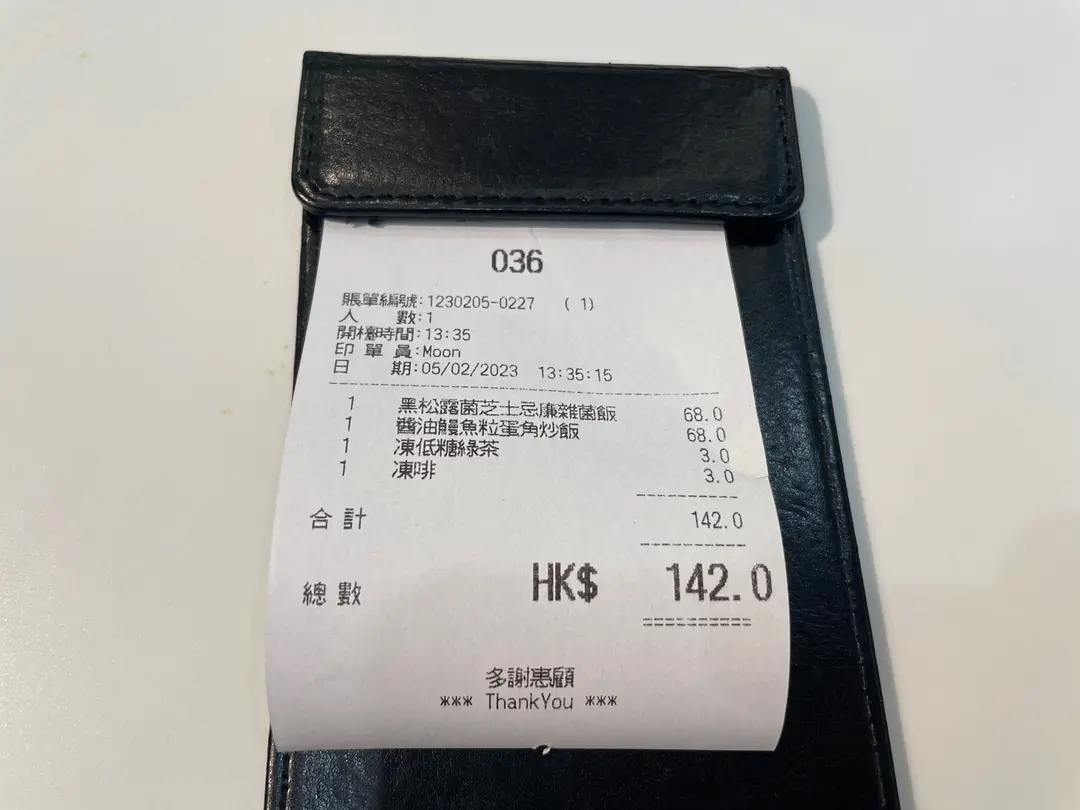 036
賬單編號:1230205-0227 ( 1)
人 數:1
開檯時間:13:35
印 單 員:Moon
日 期:05/02/2023 13:35:15
1 黑松露菌芝士忌廉雜菌飯 68.0
1 醬油鰻魚粒蛋角炒飯 68.0
1 凍低糖綠茶 3.0
1 凍啡 3.0
合 計 142.0
總 數 HK$ 142.0
多謝惠顧
*** ThankYou ***